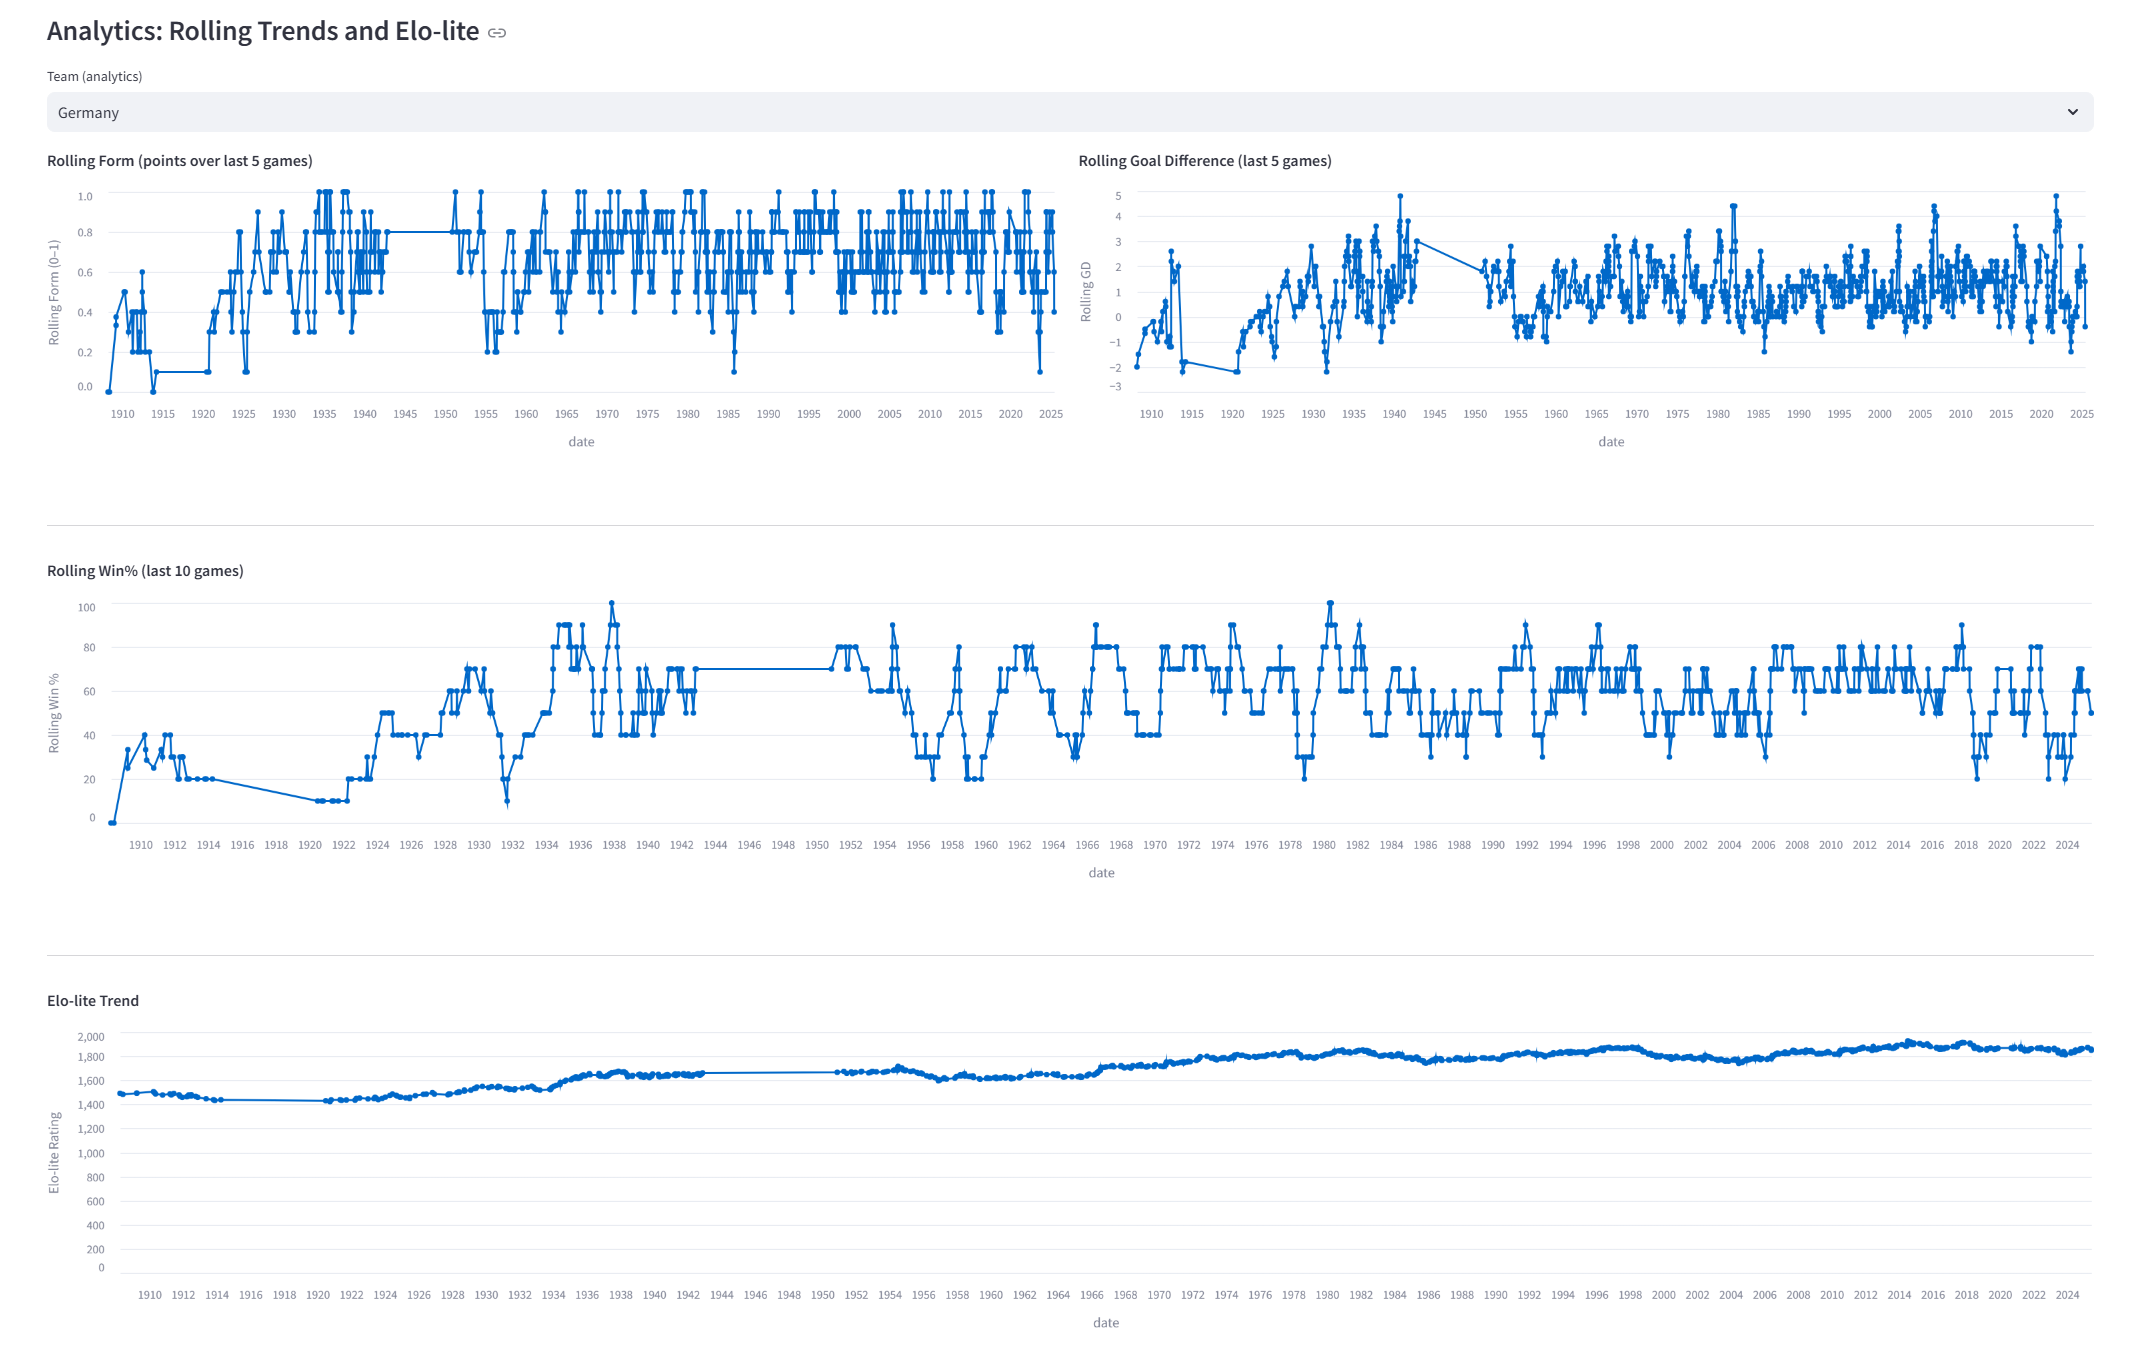 Analytics: Rolling Trends and Elo-lite
Team (analytics)
Germany
Rolling Form (points over last 5 games)
Rolling Form (0–1)
1.0
0.8
0.6
0.4
0.2
0.0
1910 1915 1920 1925 1930 1935 1940 1945 1950 1955 1960 1965 1970 1975 1980 1985 1990 1995 2000 2005 2010 2015 2020 2025
date
Rolling Goal Difference (last 5 games)
Rolling GD
5
4
3
2
1
0
−1
−2
−3
1910 1915 1920 1925 1930 1935 1940 1945 1950 1955 1960 1965 1970 1975 1980 1985 1990 1995 2000 2005 2010 2015 2020 2025
date
Rolling Win% (last 10 games)
Rolling Win %
100
80
60
40
20
0
1910 1912 1914 1916 1918 1920 1922 1924 1926 1928 1930 1932 1934 1936 1938 1940 1942 1944 1946 1948 1950 1952 1954 1956 1958 1960 1962 1964 1966 1968 1970 1972 1974 1976 1978 1980 1982 1984 1986 1988 1990 1992 1994 1996 1998 2000 2002 2004 2006 2008 2010 2012 2014 2016 2018 2020 2022 2024
date
Elo-lite Trend
Elo-lite Rating
2,000
1,800
1,600
1,400
1,200
1,000
800
600
400
200
0
1910 1912 1914 1916 1918 1920 1922 1924 1926 1928 1930 1932 1934 1936 1938 1940 1942 1944 1946 1948 1950 1952 1954 1956 1958 1960 1962 1964 1966 1968 1970 1972 1974 1976 1978 1980 1982 1984 1986 1988 1990 1992 1994 1996 1998 2000 2002 2004 2006 2008 2010 2012 2014 2016 2018 2020 2022 2024
date